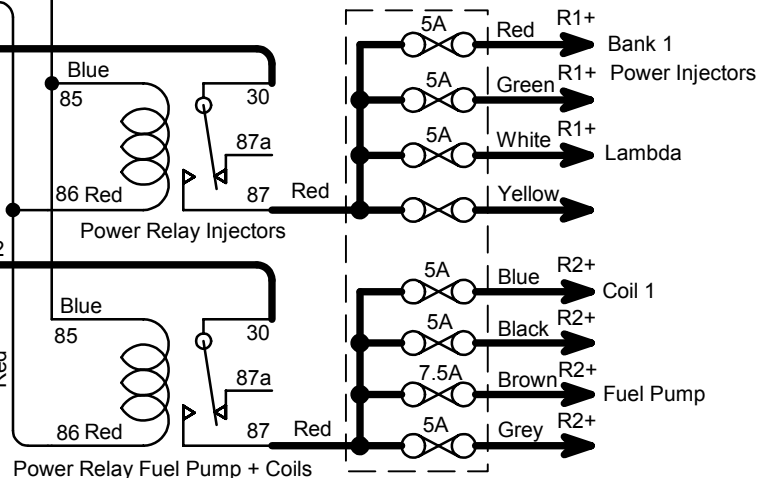 5A Red R1+ Bank 1
Blue
85
30
5A Green R1+ Power Injectors
87a
5A White R1+ Lambda
86 Red
87
Red
Yellow
Power Relay Injectors
5A Blue R2+ Coil 1
Blue
85
30
5A Black R2+
87a
7.5A Brown R2+ Fuel Pump
Red
86 Red
87
Red
5A Grey R2+
Power Relay Fuel Pump + Coils